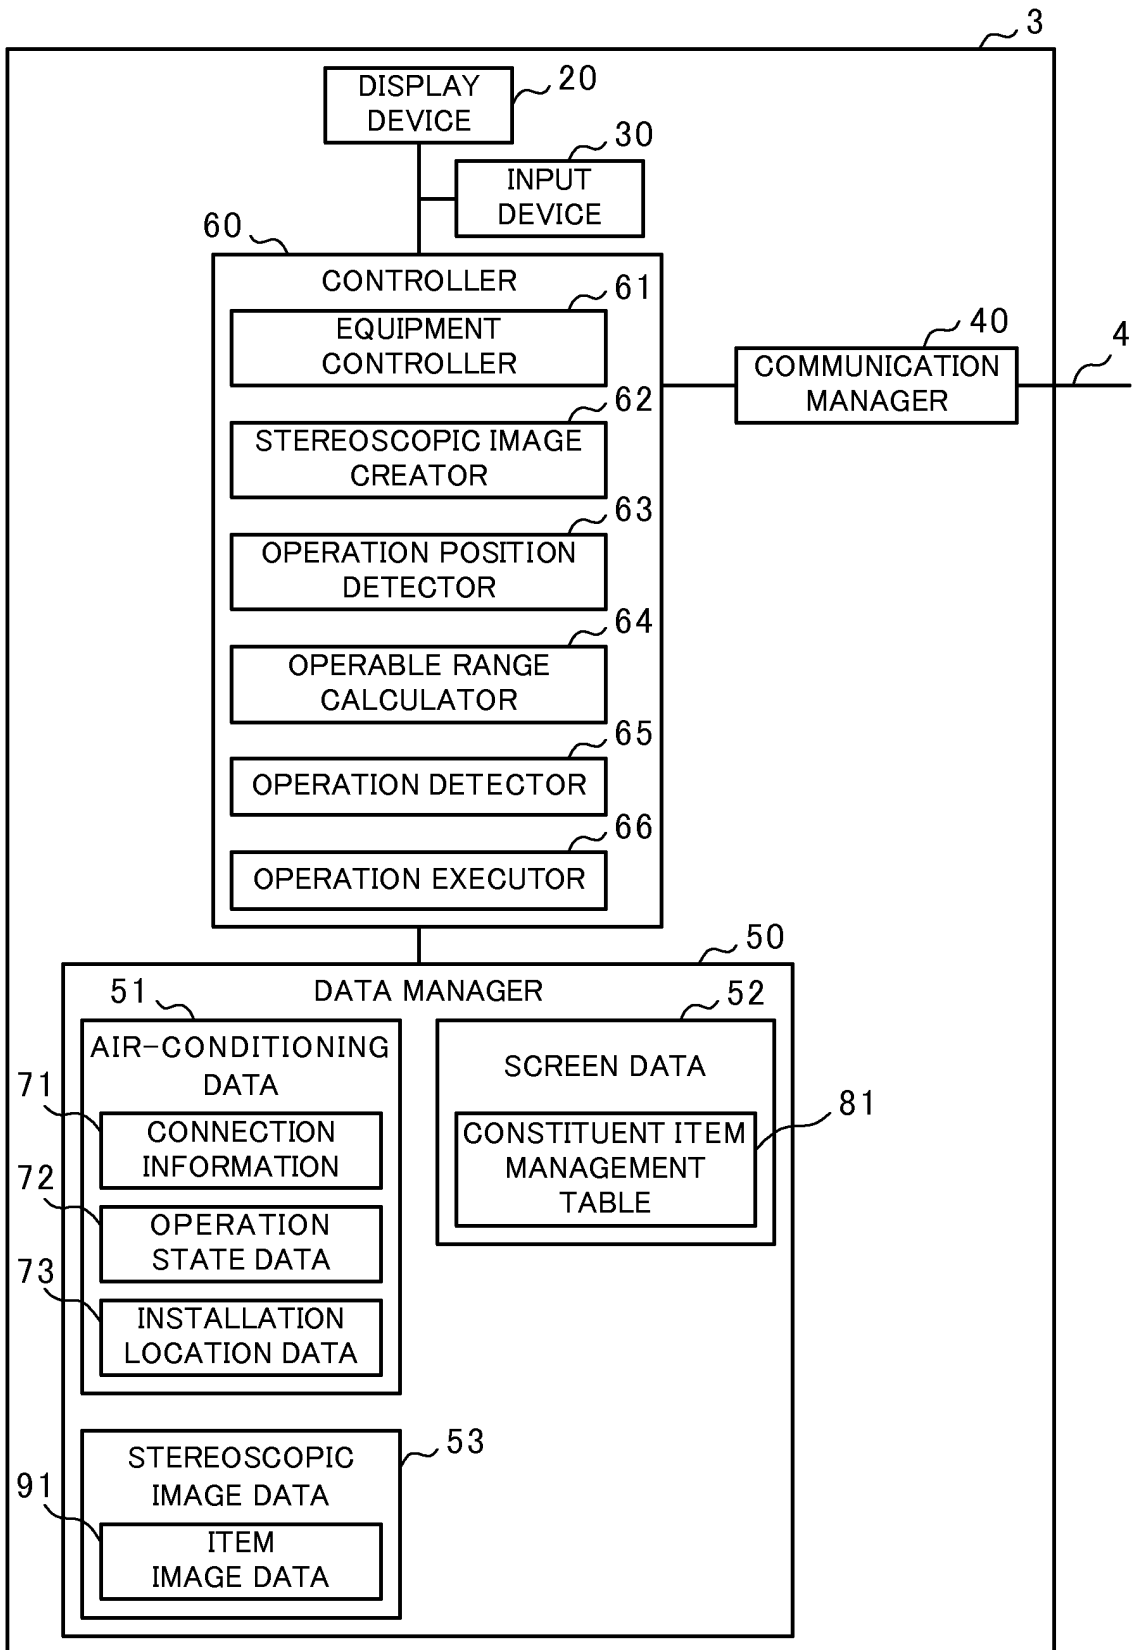 3
DISPLAY
DEVICE
20
30
INPUT
DEVICE
60
CONTROLLER
61
EQUIPMENT
CONTROLLER
40
COMMUNICATION
MANAGER
4
62
STEREOSCOPIC IMAGE
CREATOR
63
OPERATION POSITION
DETECTOR
64
OPERABLE RANGE
CALCULATOR
65
OPERATION DETECTOR
66
OPERATION EXECUTOR
50
DATA MANAGER
51
AIR-CONDITIONING
DATA
71
CONNECTION
INFORMATION
72
OPERATION
STATE DATA
73
INSTALLATION
LOCATION DATA
52
SCREEN DATA
81
CONSTITUENT ITEM
MANAGEMENT
TABLE
53
STEREOSCOPIC
IMAGE DATA
91
ITEM
IMAGE DATA